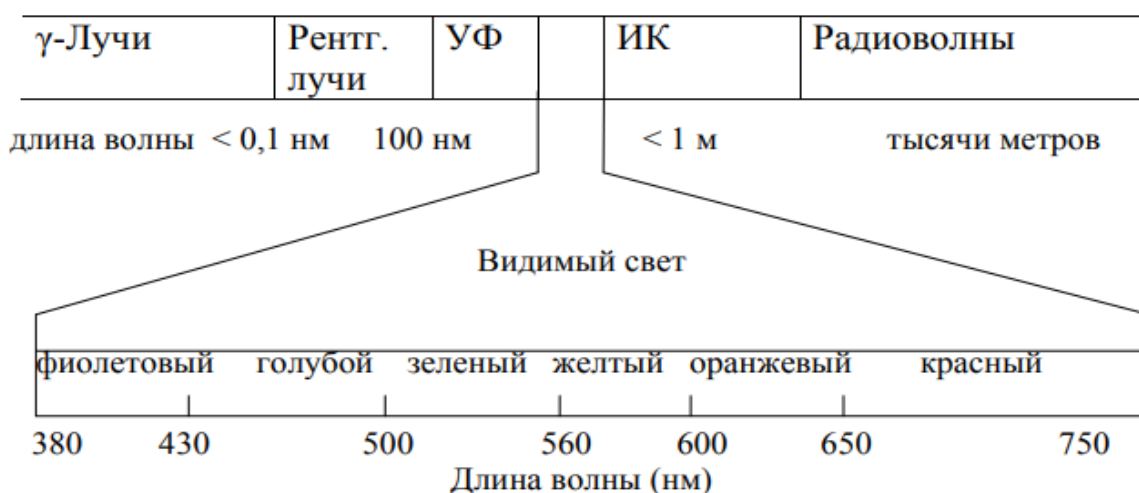 γ-Лучи Рентг. лучи УФ ИК Радиоволны
длина волны < 0,1 нм 100 нм < 1 м тысячи метров
Видимый свет
фиолетовый голубой зеленый желтый оранжевый красный
380 430 500 560 600 650 750
Длина волны (нм)